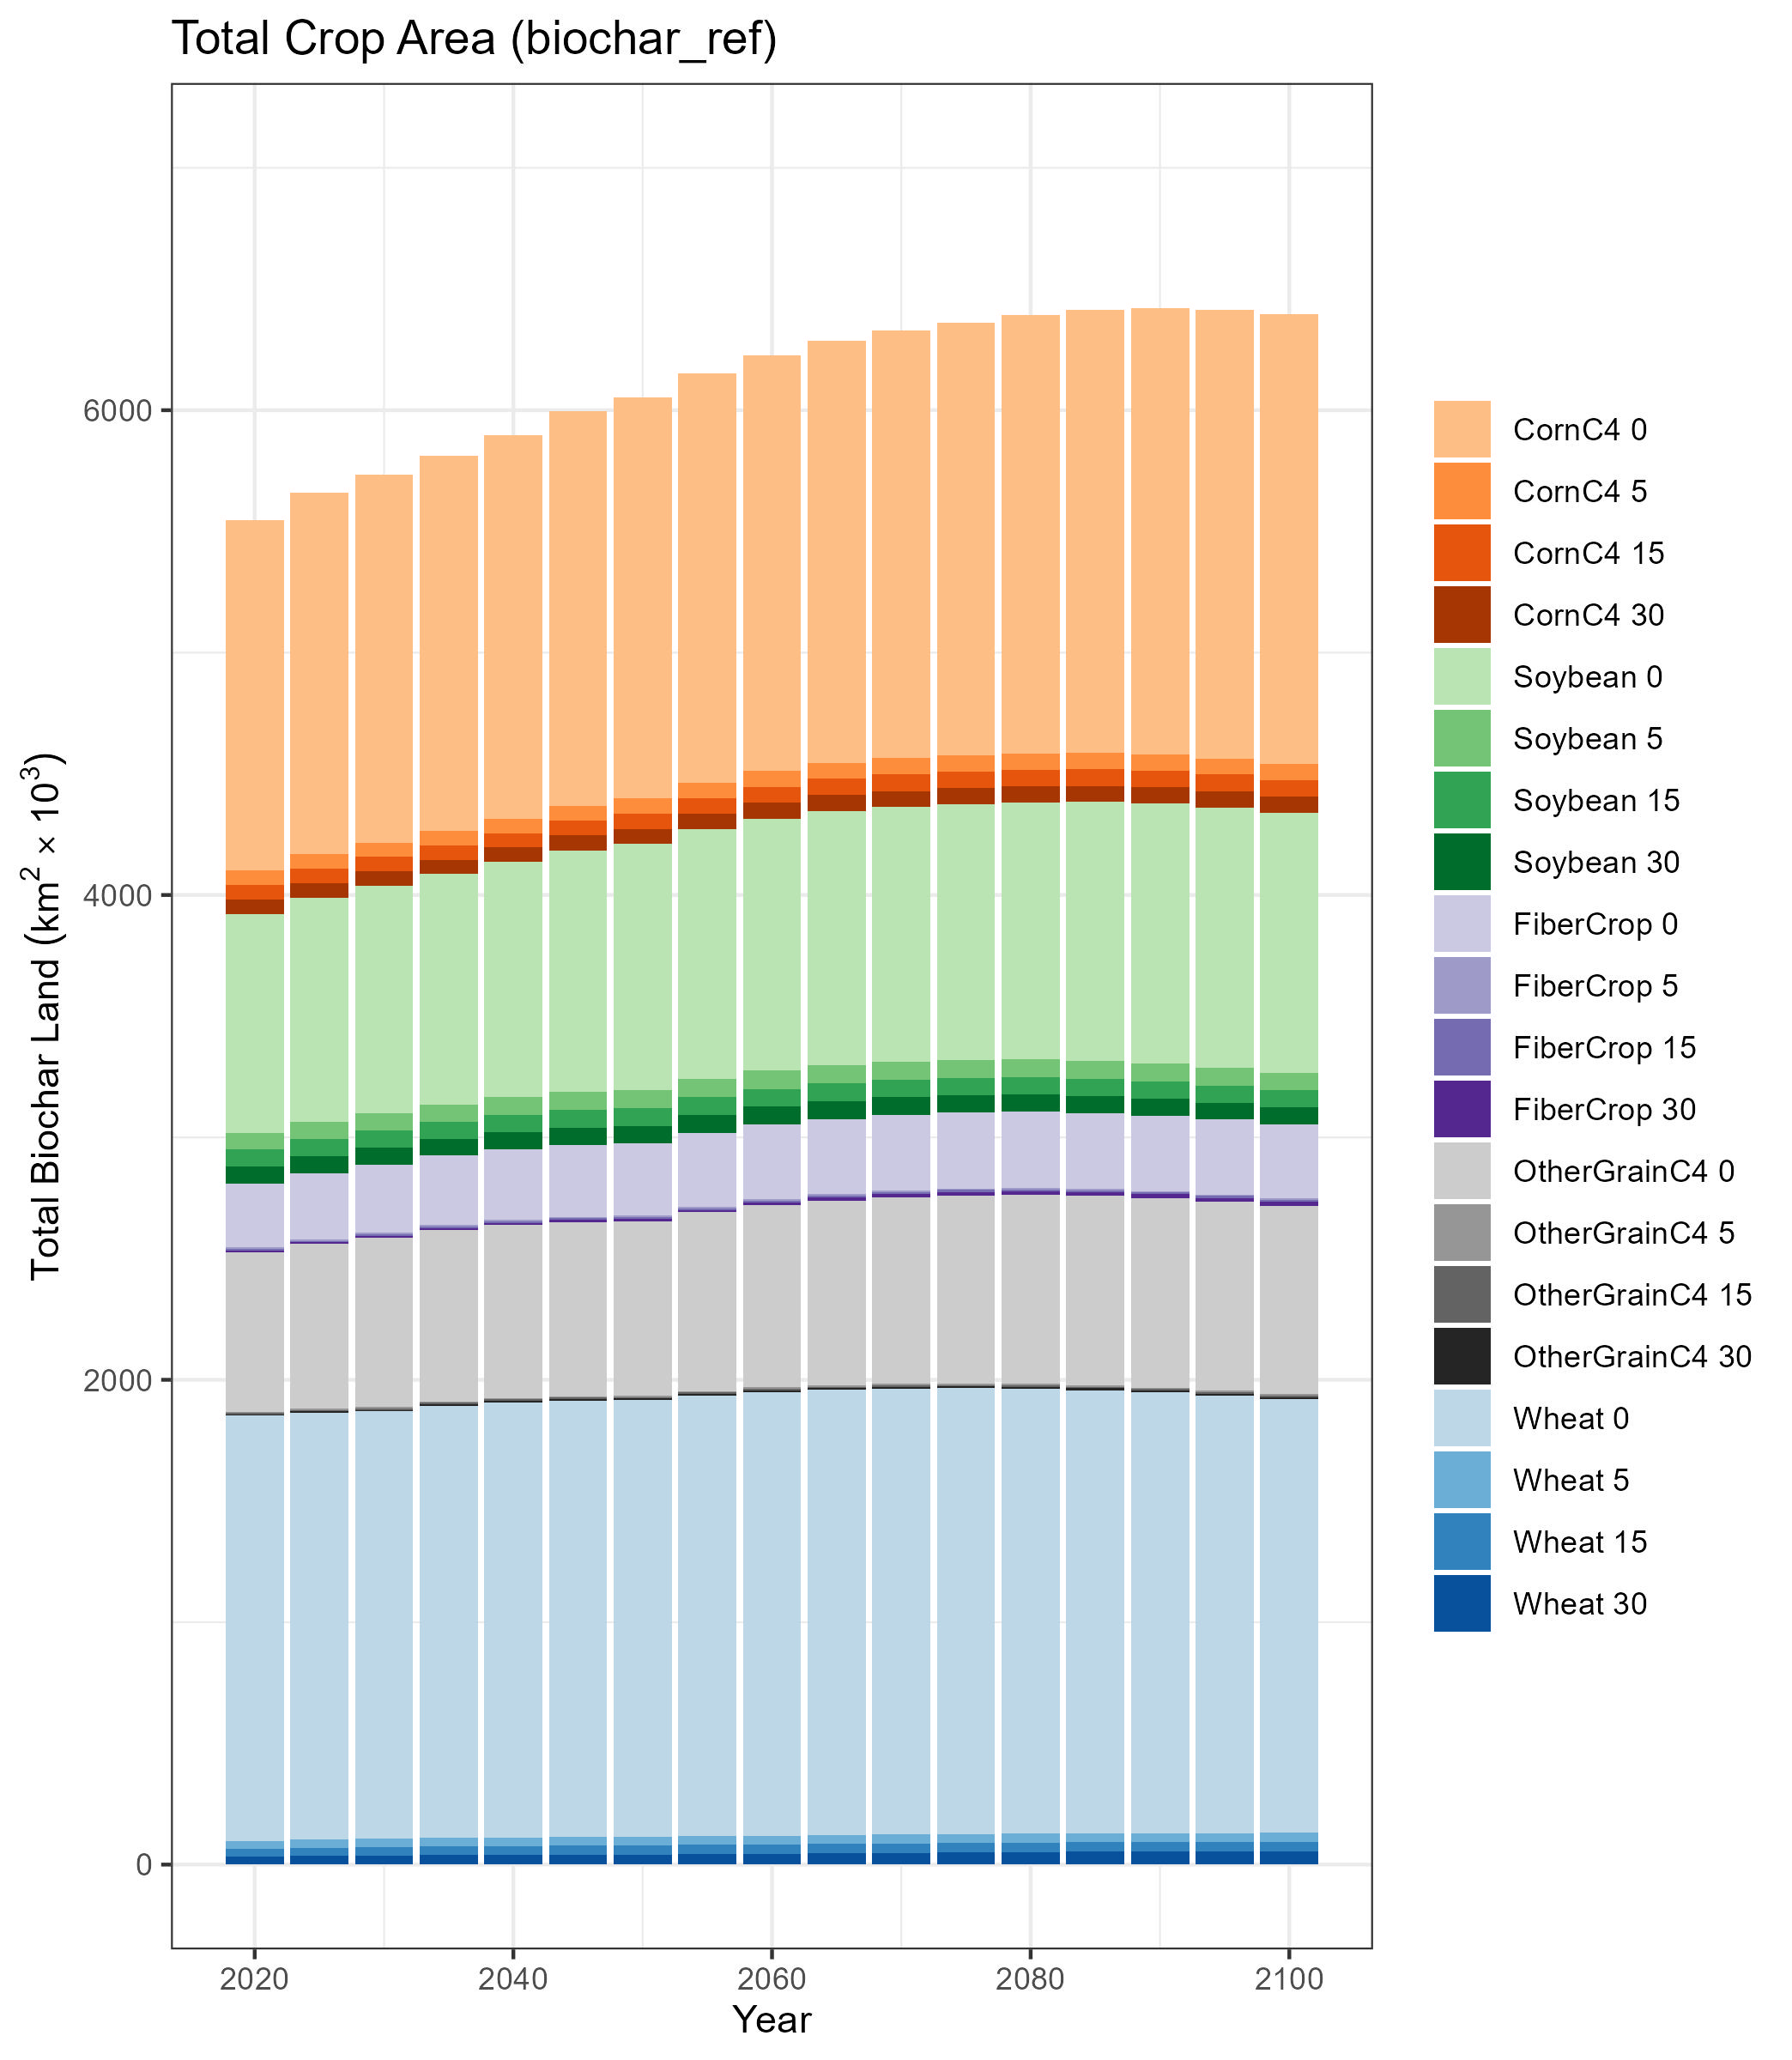 Total Crop Area (biochar_ref)
Total Biochar Land (km² × 10³)
6000
4000
2000
0
2020 2040 2060 2080 2100
Year
CornC4 0
CornC4 5
CornC4 15
CornC4 30
Soybean 0
Soybean 5
Soybean 15
Soybean 30
FiberCrop 0
FiberCrop 5
FiberCrop 15
FiberCrop 30
OtherGrainC4 0
OtherGrainC4 5
OtherGrainC4 15
OtherGrainC4 30
Wheat 0
Wheat 5
Wheat 15
Wheat 30